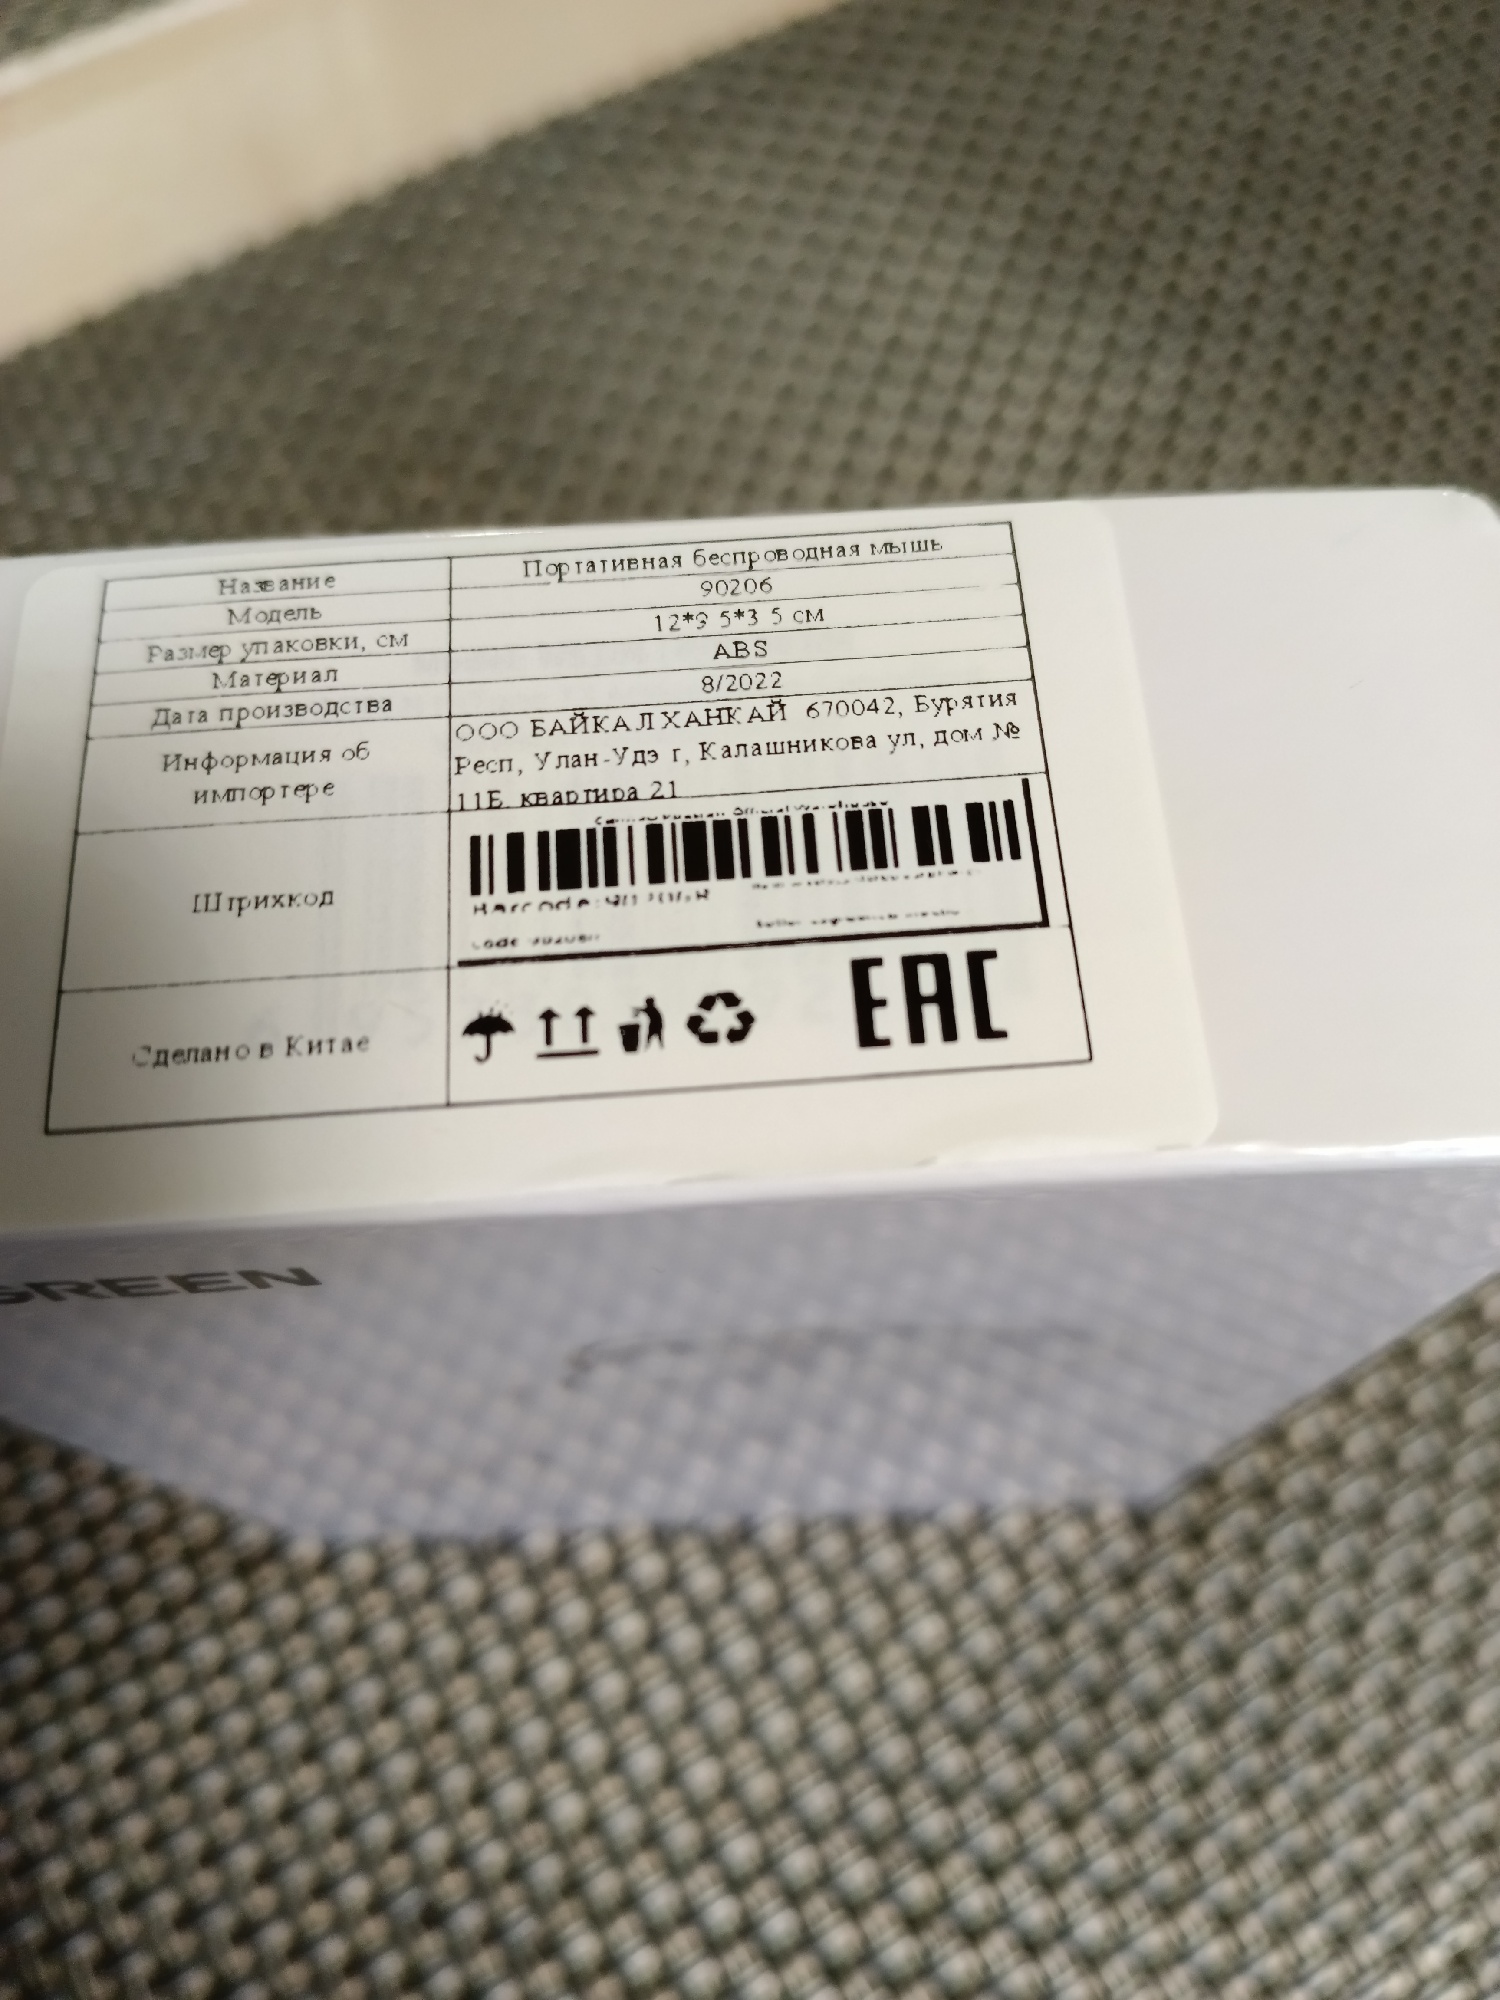 Название Портативная беспроводная мышь
Модель 90206
Размер упаковки, см 12*9 5*3 5 см
Материал ABS
Дата производства 8/2022
Информация об импортере
ООО БАЙКАЛХАНКАЙ 670042, Бурятия
Респ, Улан-Удэ г, Калашникова ул, дом №
11Б, квартира 21
Штрихкод
Barcode:
Code
Сделано в Китае
EAC
GREEN